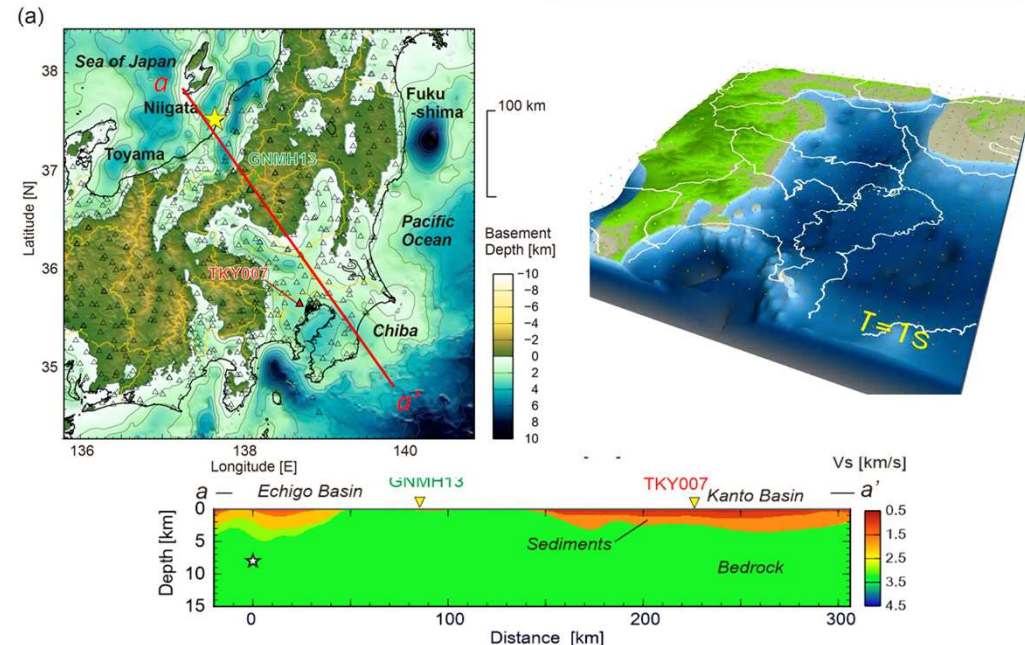 (a)
38
37
36
35
Latitude [N]
Sea of Japan
a
Niigata
Toyama
GNMH13
TKY007
Fuku
-shima
Pacific
Ocean
Chiba
a'
136
138
140
Longitude [E]
100 km
Basement
Depth [km]
−10
−8
−6
−4
−2
0
2
4
6
8
10
T=TS
a
Echigo Basin
GNMH13
TKY007
Kanto Basin
a'
Vs [km/s]
0
5
10
15
Depth [km]
Sediments
Bedrock
0
100
200
300
Distance [km]
0.5
1.5
2.5
3.5
4.5